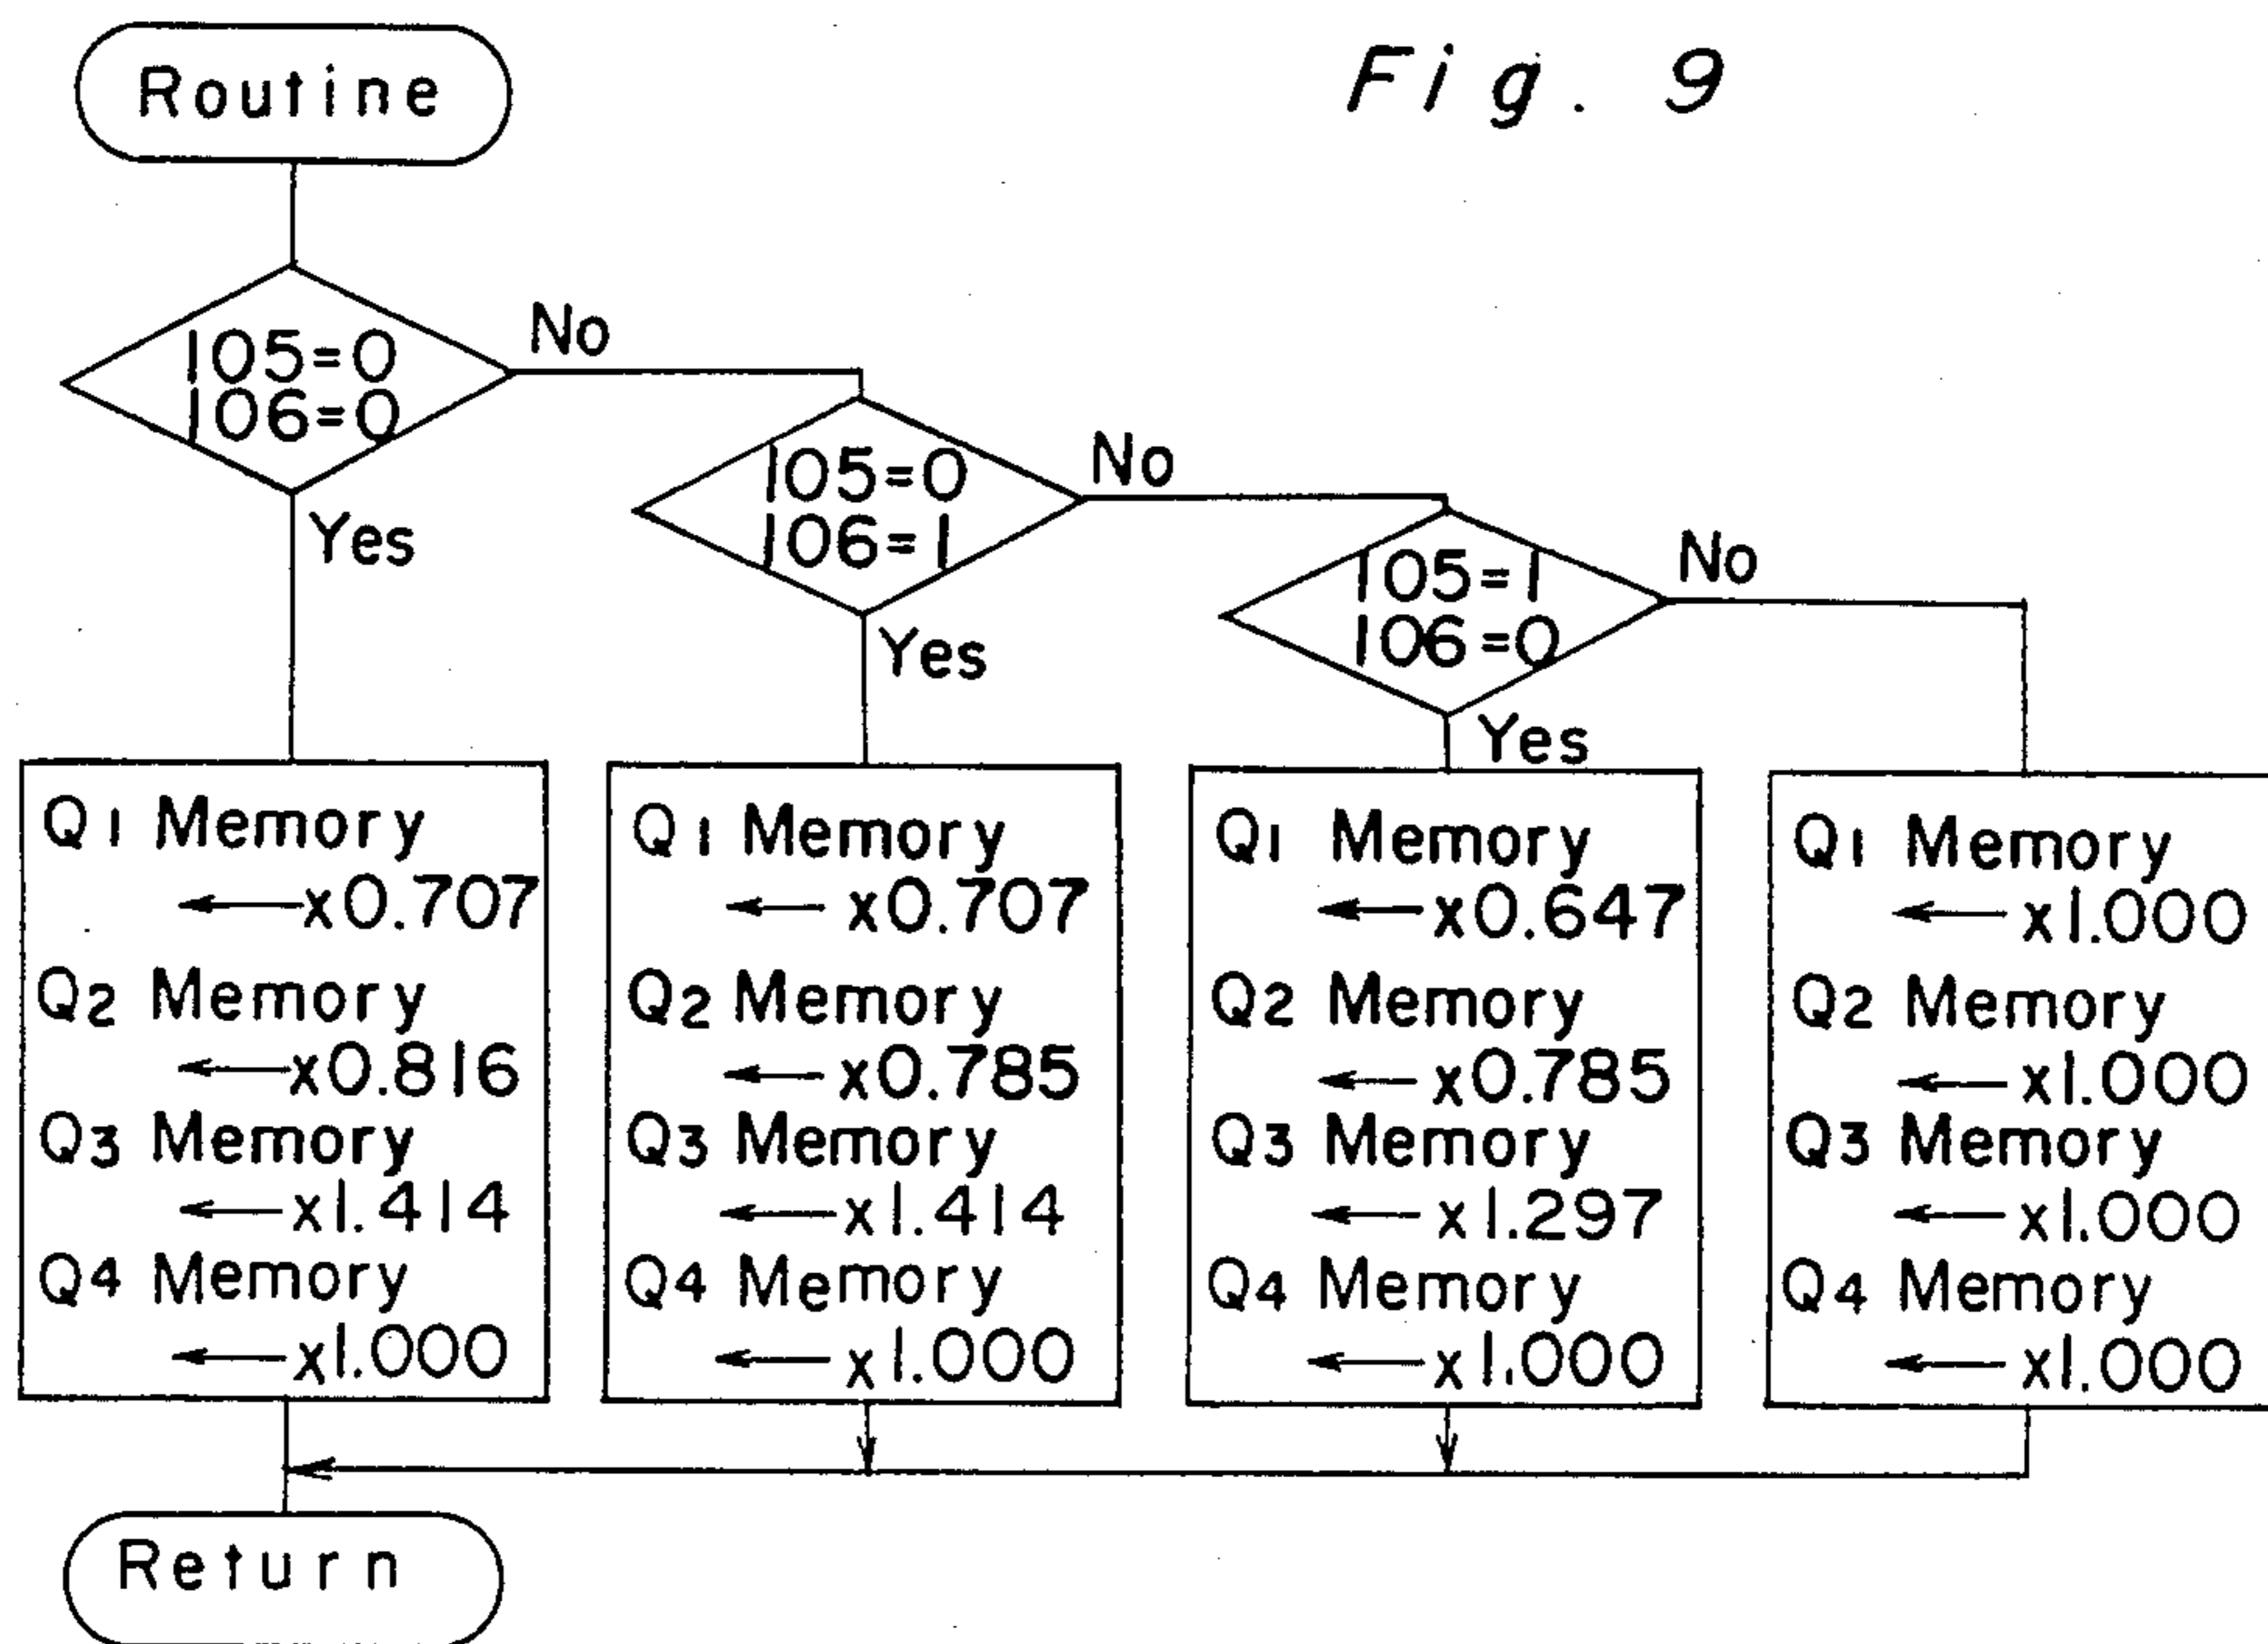 Fig. 9
Routine
105=0
106=0
No
Yes
105=0
106=1
No
Yes
105=1
106=0
No
Yes
Q1 Memory
←x0.707
Q2 Memory
←x0.816
Q3 Memory
←x1.414
Q4 Memory
←x1.000
Q1 Memory
←x0.707
Q2 Memory
←x0.785
Q3 Memory
←x1.414
Q4 Memory
←x1.000
Q1 Memory
←x0.647
Q2 Memory
←x0.785
Q3 Memory
←x1.297
Q4 Memory
←x1.000
Q1 Memory
←x1.000
Q2 Memory
←x1.000
Q3 Memory
←x1.000
Q4 Memory
←x1.000
Return